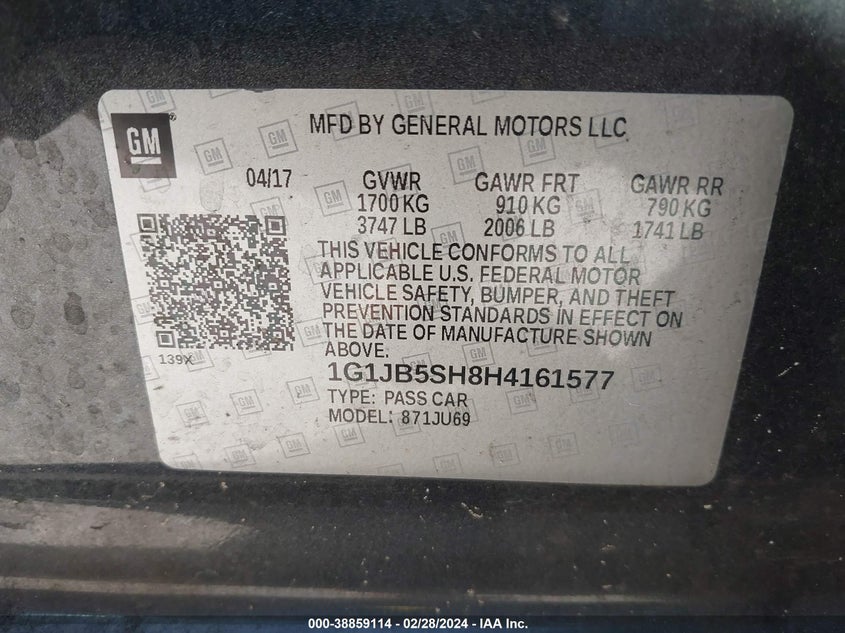 GM
MFD BY GENERAL MOTORS LLC
04/17
GVWR GAWR FRT GAWR RR
1700 KG 910 KG 790 KG
3747 LB 2006 LB 1741 LB
THIS VEHICLE CONFORMS TO ALL
APPLICABLE U.S. FEDERAL MOTOR
VEHICLE SAFETY, BUMPER, AND THEFT
PREVENTION STANDARDS IN EFFECT ON
THE DATE OF MANUFACTURE SHOWN
ABOVE.
139X
1G1JB5SH8H4161577
TYPE: PASS CAR
MODEL: 871JU69
000-38859114 - 02/28/2024 - IAA Inc.